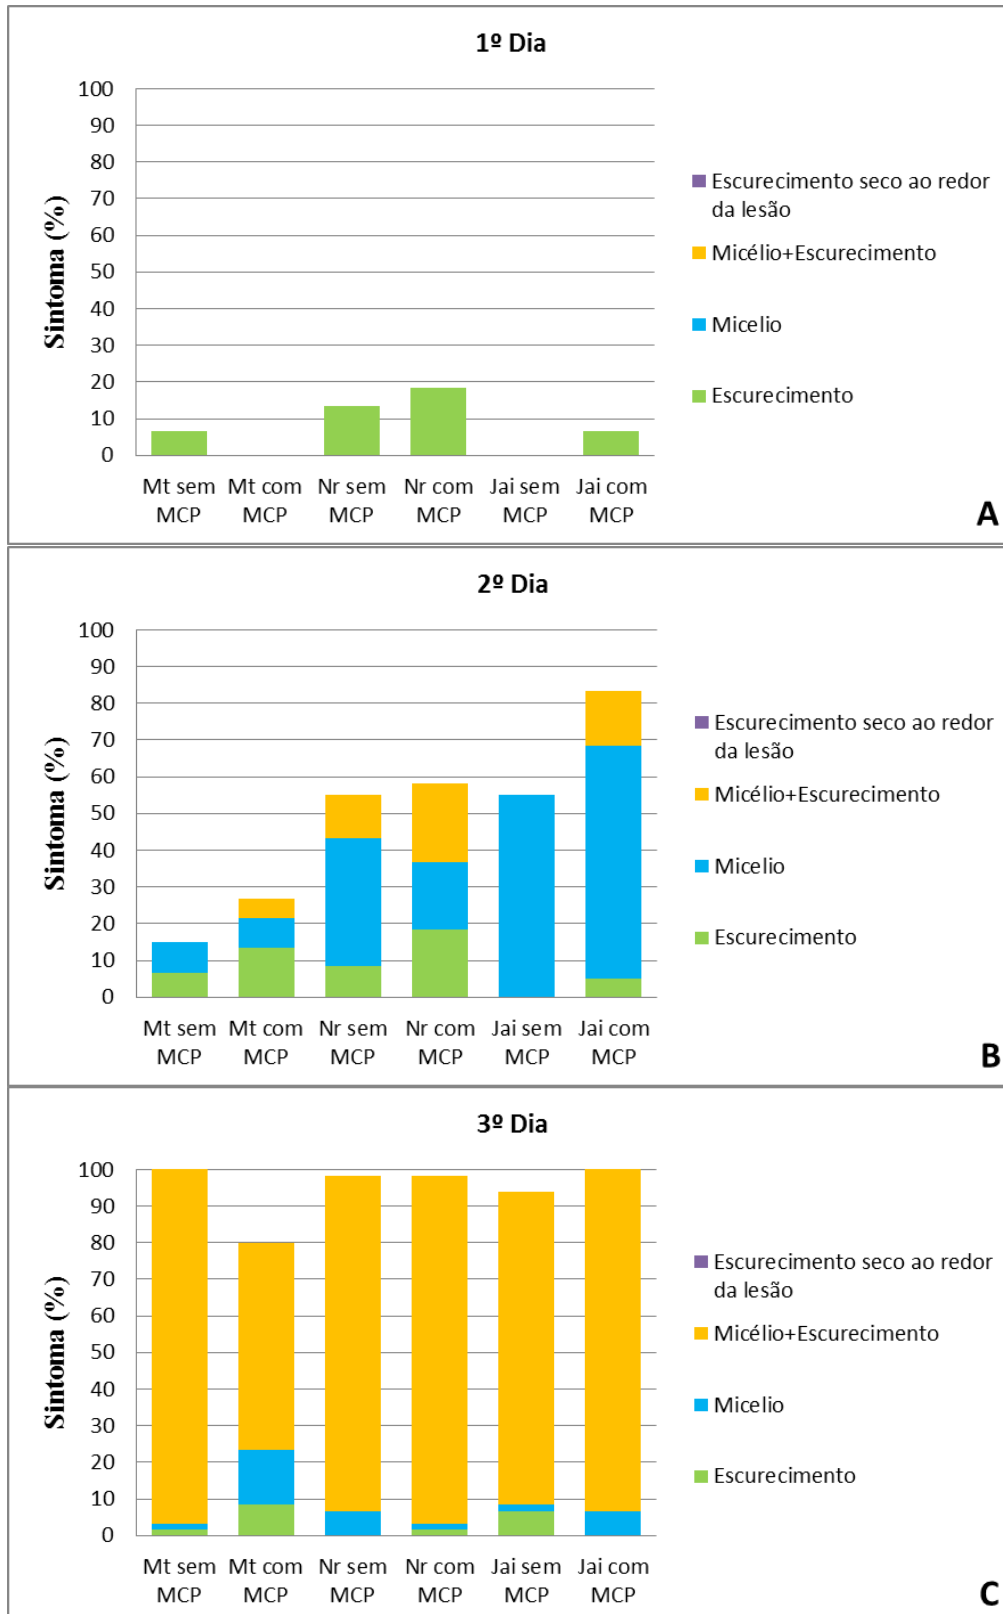 1º Dia
Sintoma (%)
100
90
80
70
60
50
40
30
20
10
0
Mt sem MCP
Mt com MCP
Nr sem MCP
Nr com MCP
Jai sem MCP
Jai com MCP
Escurecimento seco ao redor
da lesão
Micélio+Escurecimento
Micelio
Escurecimento
A
2º Dia
Sintoma (%)
100
90
80
70
60
50
40
30
20
10
0
Mt sem MCP
Mt com MCP
Nr sem MCP
Nr com MCP
Jai sem MCP
Jai com MCP
Escurecimento seco ao redor
da lesão
Micélio+Escurecimento
Micelio
Escurecimento
B
3º Dia
Sintoma (%)
100
90
80
70
60
50
40
30
20
10
0
Mt sem MCP
Mt com MCP
Nr sem MCP
Nr com MCP
Jai sem MCP
Jai com MCP
Escurecimento seco ao redor
da lesão
Micélio+Escurecimento
Micelio
Escurecimento
C